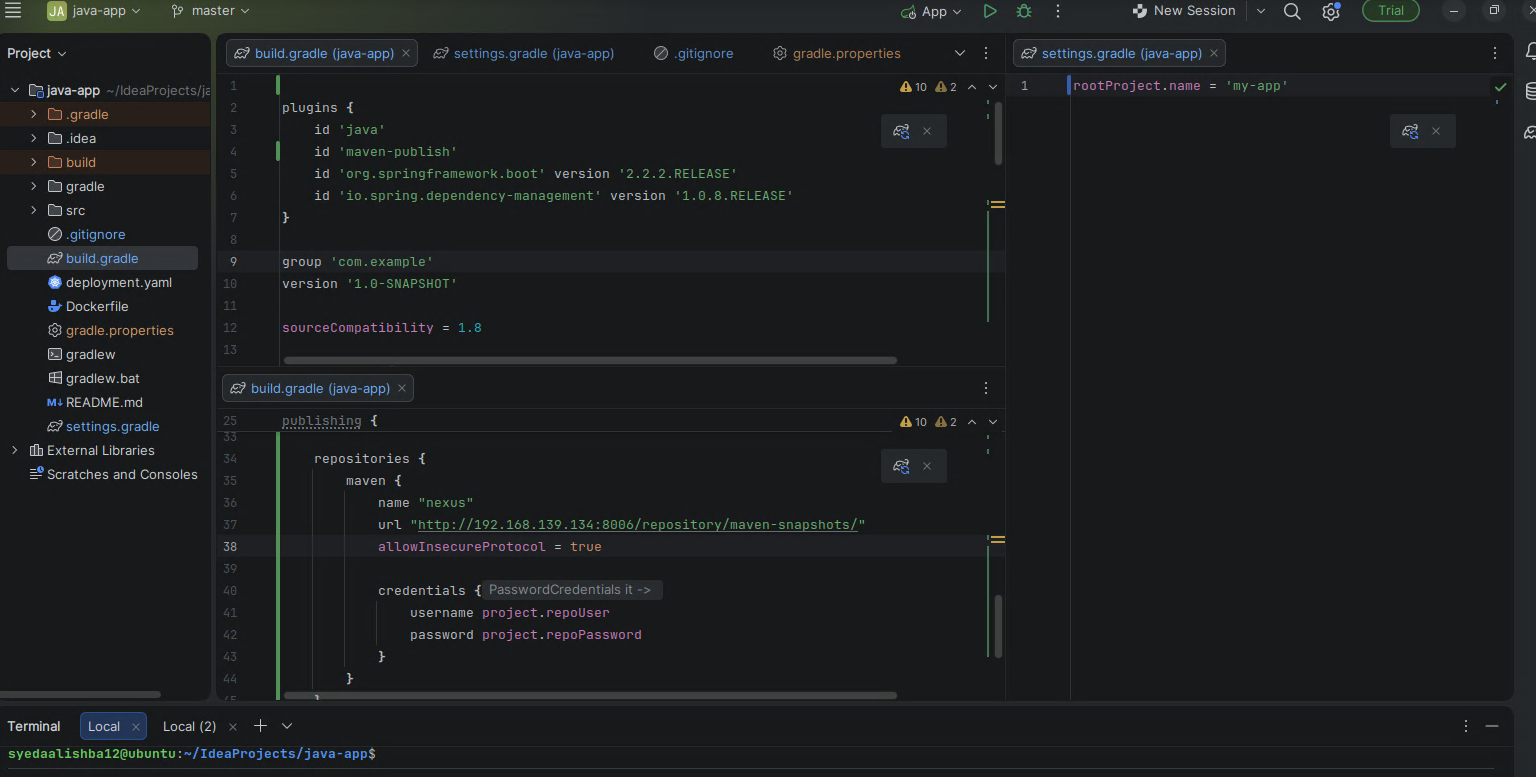 JA java-app master App New Session Trial
Project
java-app ~/IdeaProjects/ja
.gradle
.idea
build
gradle
src
.gitignore
build.gradle
deployment.yaml
Dockerfile
gradle.properties
gradlew
gradlew.bat
M↓ README.md
settings.gradle
External Libraries
Scratches and Consoles
build.gradle (java-app) settings.gradle (java-app) .gitignore gradle.properties
10 2
1
2 plugins {
3 id 'java'
4 id 'maven-publish'
5 id 'org.springframework.boot' version '2.2.2.RELEASE'
6 id 'io.spring.dependency-management' version '1.0.8.RELEASE'
7 }
8
9 group 'com.example'
10 version '1.0-SNAPSHOT'
11
12 sourceCompatibility = 1.8
13
build.gradle (java-app)
10 2
25 publishing {
33
34 repositories {
35 maven {
36 name "nexus"
37 url "http://192.168.139.134:8006/repository/maven-snapshots/"
38 allowInsecureProtocol = true
39
40 credentials { PasswordCredentials it ->
41 username project.repoUser
42 password project.repoPassword
43 }
44 }
45 }
settings.gradle (java-app)
1 rootProject.name = 'my-app'
Terminal Local Local (2)
syedaalishba12@ubuntu:~/IdeaProjects/java-app$